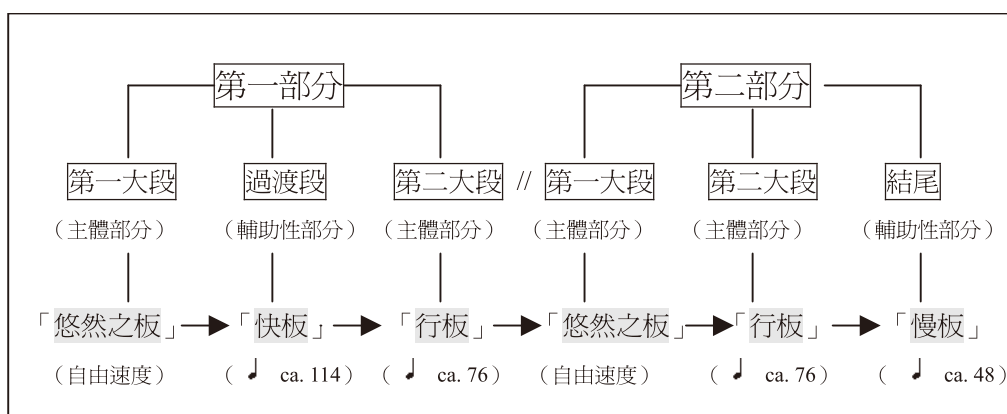 第一部分 第二部分
第一大段 過渡段 第二大段 // 第一大段 第二大段 結尾
（主體部分） （輔助性部分） （主體部分） （主體部分） （主體部分） （輔助性部分）
「悠然之板」 「快板」 「行板」 「悠然之板」 「行板」 「慢板」
（自由速度） （♩ ca. 114） （♩ ca. 76） （自由速度） （♩ ca. 76） （♩ ca. 48）